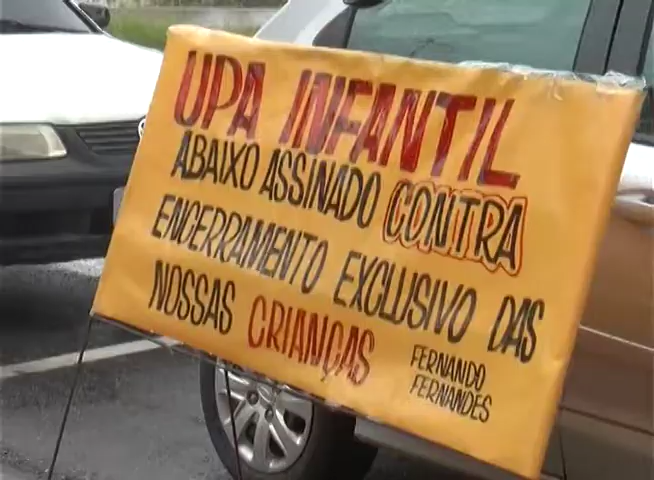 UPA INFANTIL
ABAIXO ASSINADO CONTRA
ENCERRAMENTO EXCLUSIVO DAS
NOSSAS CRIANÇAS
FERNANDO
FERNANDES